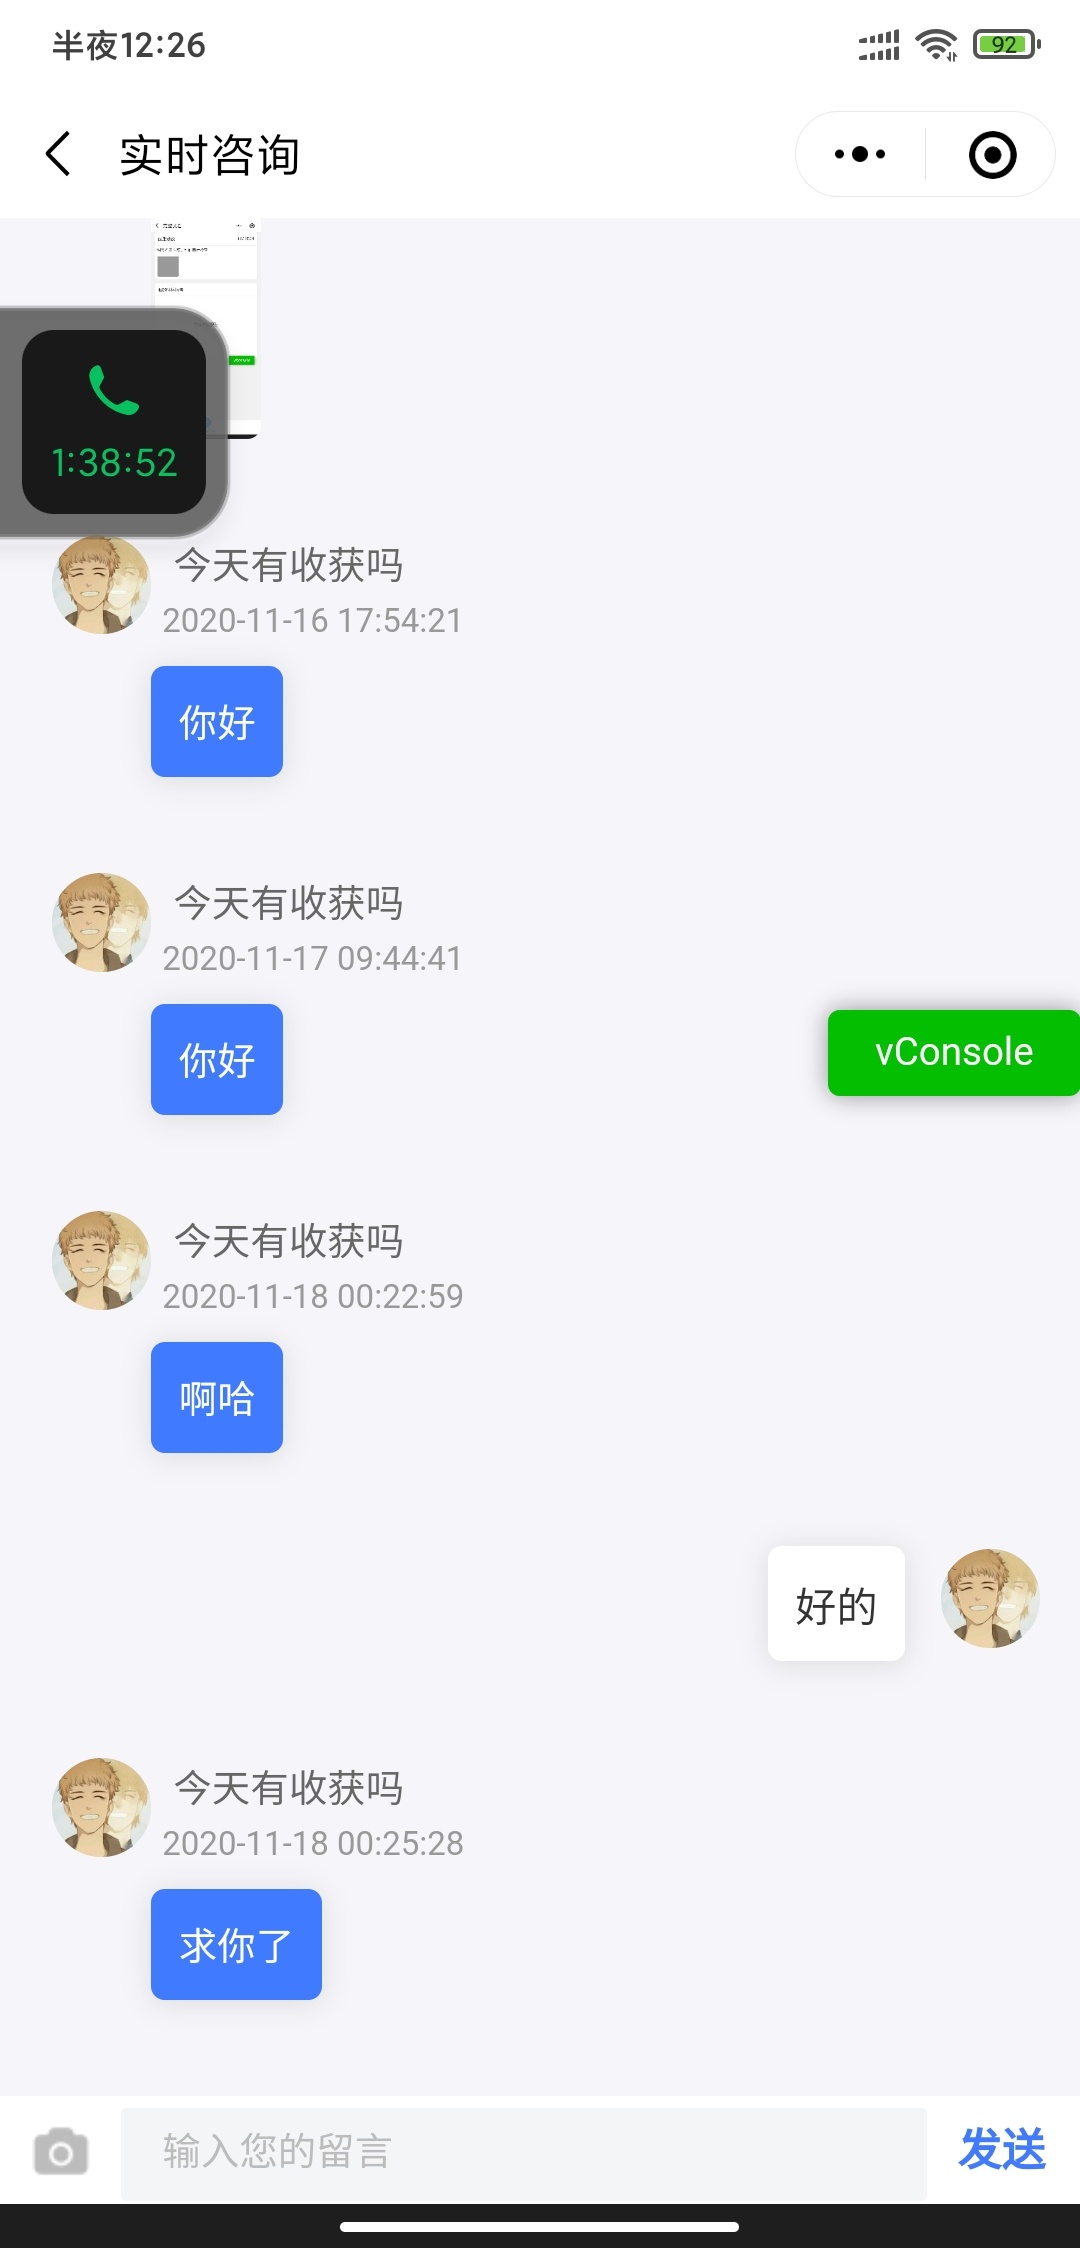 半夜12:26
92
实时咨询
1:38:52
今天有收获吗
2020-11-16 17:54:21
你好
今天有收获吗
2020-11-17 09:44:41
你好
vConsole
今天有收获吗
2020-11-18 00:22:59
啊哈
好的
今天有收获吗
2020-11-18 00:25:28
求你了
输入您的留言
发送